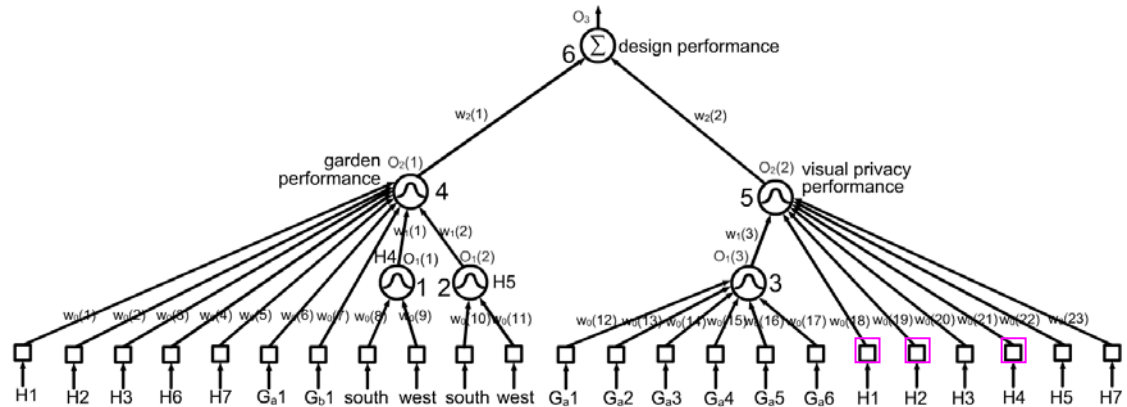 O₃
6
Σ
design performance
w₂(1)
w₂(2)
garden
performance
O₂(1)
4
O₂(2)
visual privacy
performance
5
w₁(1)
w₁(2)
w₁(3)
H4
O₁(1)
O₁(2)
O₁(3)
1
2
H5
3
w₀(1) w₀(2) w₀(3) w₀(4) w₀(5) w₀(6) w₀(7) w₀(8) w₀(9) w₀(10) w₀(11) w₀(12) w₀(13) w₀(14) w₀(15) w₀(16) w₀(17) w₀(18) w₀(19) w₀(20) w₀(21) w₀(22) w₀(23)
H1 H2 H3 H6 H7 Gₐ1 G_b1 south west south west Gₐ1 Gₐ2 Gₐ3 Gₐ4 Gₐ5 Gₐ6 H1 H2 H3 H4 H5 H7